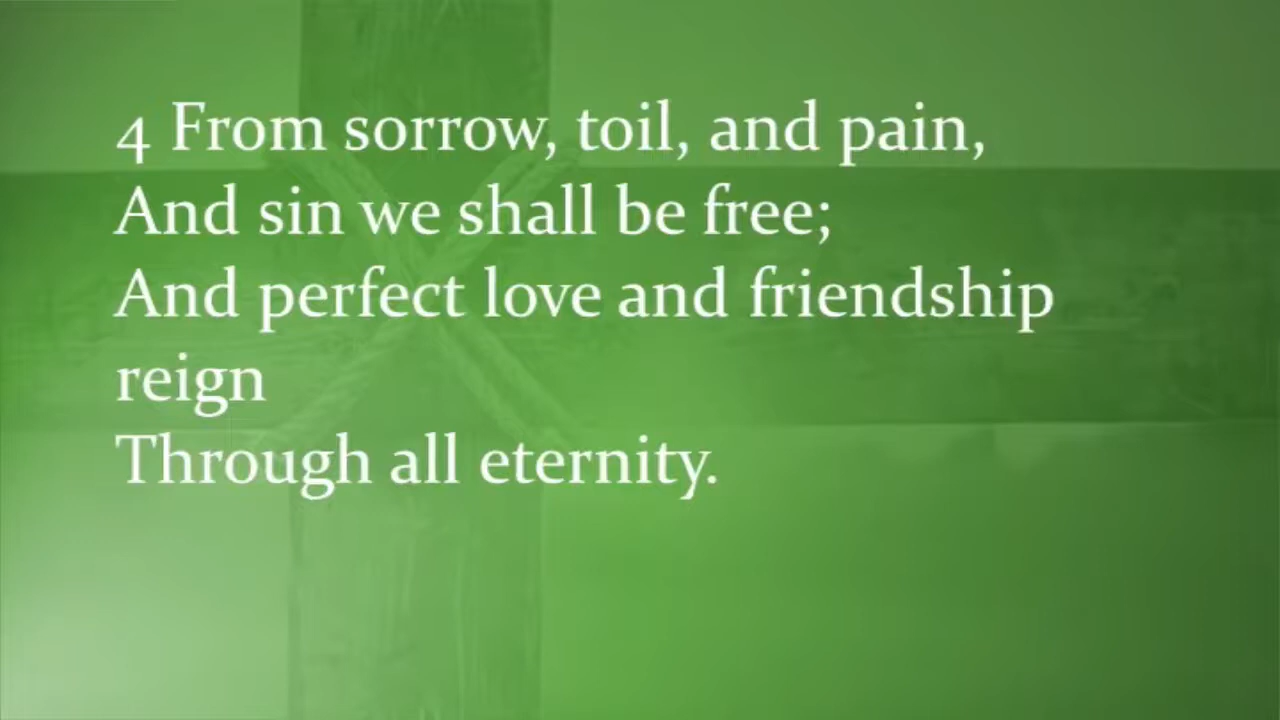 4 From sorrow, toil, and pain,
And sin we shall be free;
And perfect love and friendship
reign
Through all eternity.